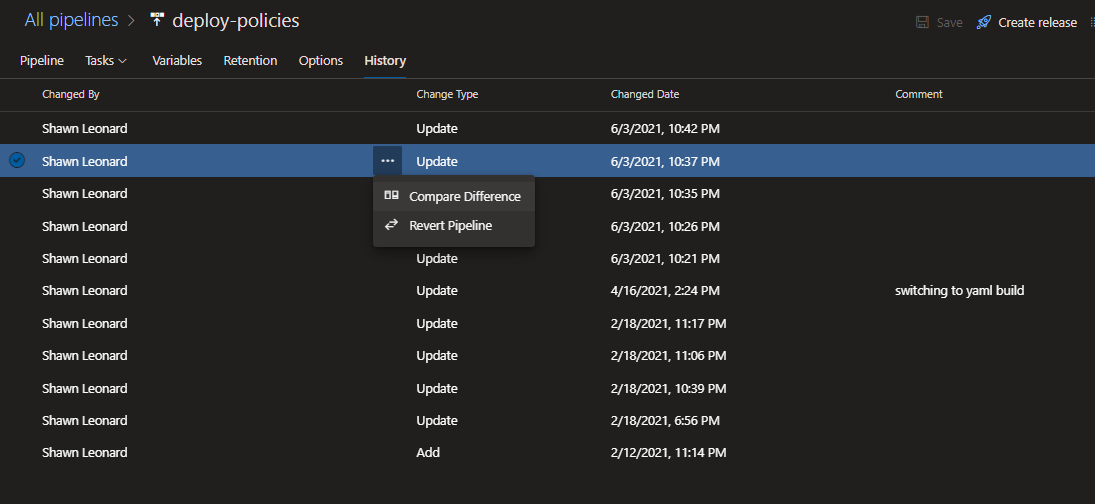 All pipelines > deploy-policies
Save Create release
Pipeline Tasks Variables Retention Options History
Changed By Change Type Changed Date Comment
Shawn Leonard Update 6/3/2021, 10:42 PM
Shawn Leonard ... Update 6/3/2021, 10:37 PM
Shawn Leonard 6/3/2021, 10:35 PM
Compare Difference
Shawn Leonard 6/3/2021, 10:26 PM
Revert Pipeline
Shawn Leonard Update 6/3/2021, 10:21 PM
Shawn Leonard Update 4/16/2021, 2:24 PM switching to yaml build
Shawn Leonard Update 2/18/2021, 11:17 PM
Shawn Leonard Update 2/18/2021, 11:06 PM
Shawn Leonard Update 2/18/2021, 10:39 PM
Shawn Leonard Update 2/18/2021, 6:56 PM
Shawn Leonard Add 2/12/2021, 11:14 PM